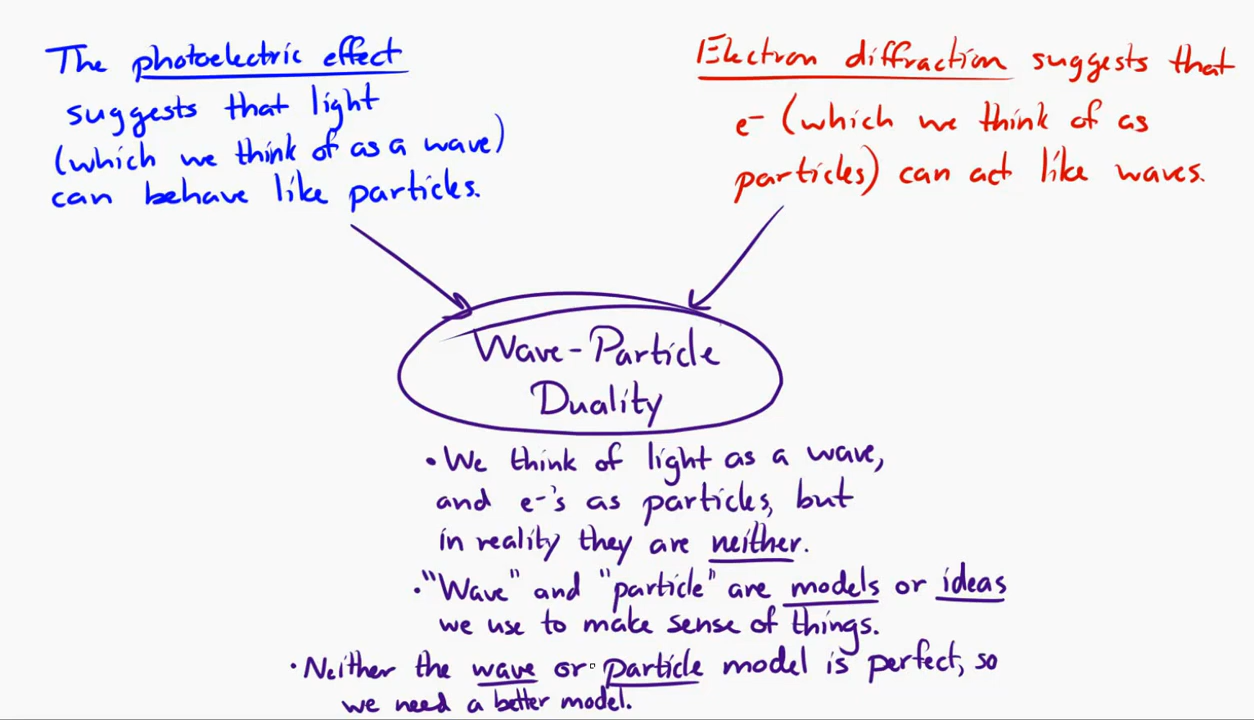 The photoelectric effect
suggests that light
(which we think of as a wave)
can behave like particles.
Electron diffraction suggests that
e- (which we think of as
particles) can act like waves.
Wave-Particle
Duality
• We think of light as a wave,
and e-'s as particles, but
in reality they are neither.
• "Wave" and "particle" are models or ideas
we use to make sense of things.
• Neither the wave or particle model is perfect, so
we need a better model.